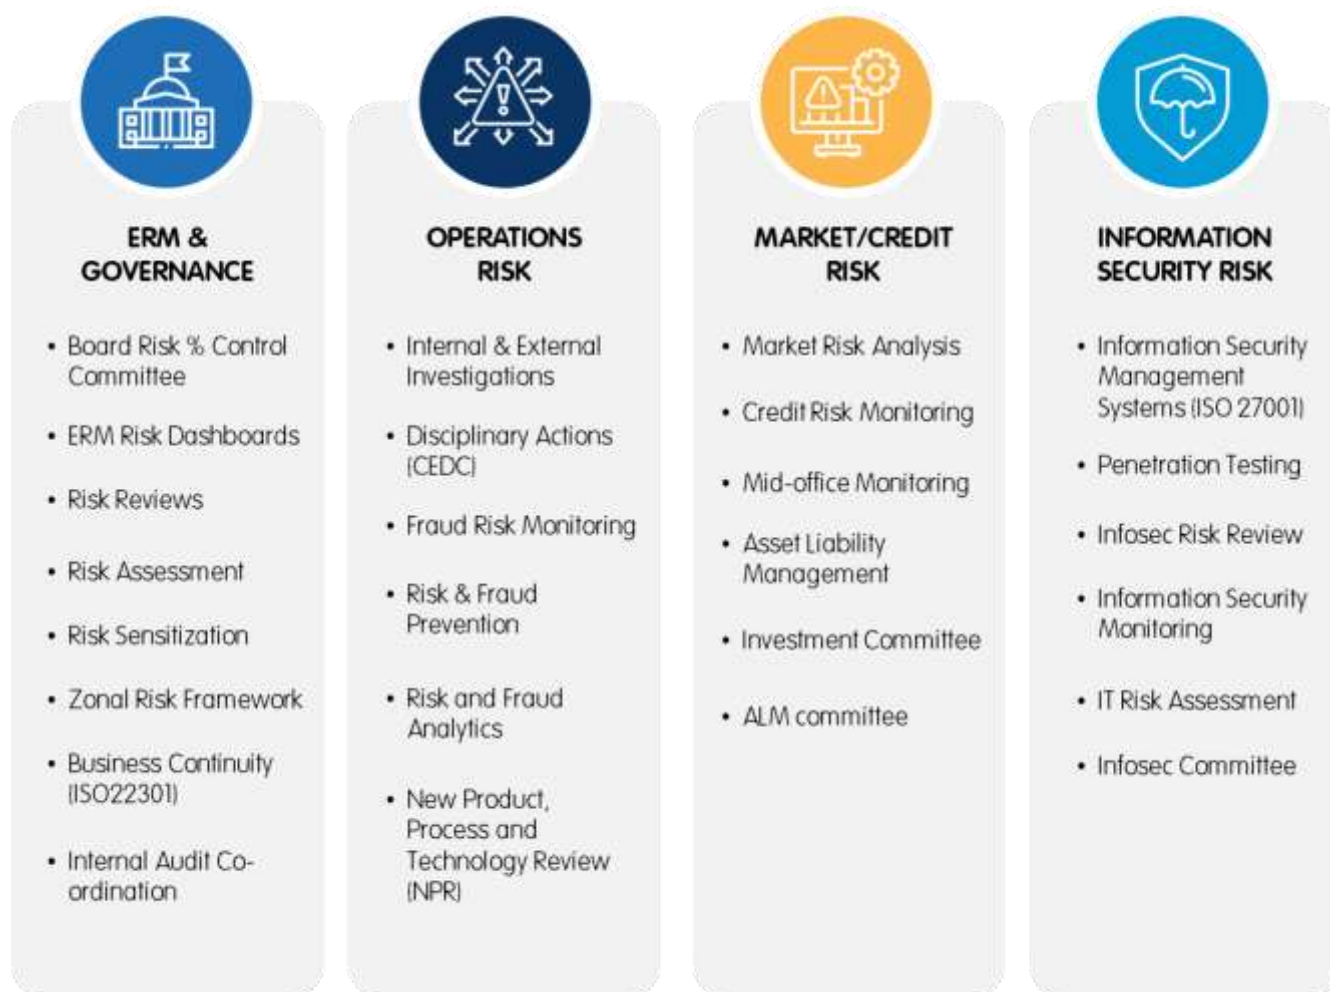 ERM &
GOVERNANCE
• Board Risk % Control
Committee
• ERM Risk Dashboards
• Risk Reviews
• Risk Assessment
• Risk Sensitization
• Zonal Risk Framework
• Business Continuity
(ISO22301)
• Internal Audit Co-
ordination
OPERATIONS
RISK
• Internal & External
Investigations
• Disciplinary Actions
(CEDC)
• Fraud Risk Monitoring
• Risk & Fraud
Prevention
• Risk and Fraud
Analytics
• New Product,
Process and
Technology Review
(NPR)
MARKET/CREDIT
RISK
• Market Risk Analysis
• Credit Risk Monitoring
• Mid-office Monitoring
• Asset Liability
Management
• Investment Committee
• ALM committee
INFORMATION
SECURITY RISK
• Information Security
Management
Systems (ISO 27001)
• Penetration Testing
• Infosec Risk Review
• Information Security
Monitoring
• IT Risk Assessment
• Infosec Committee